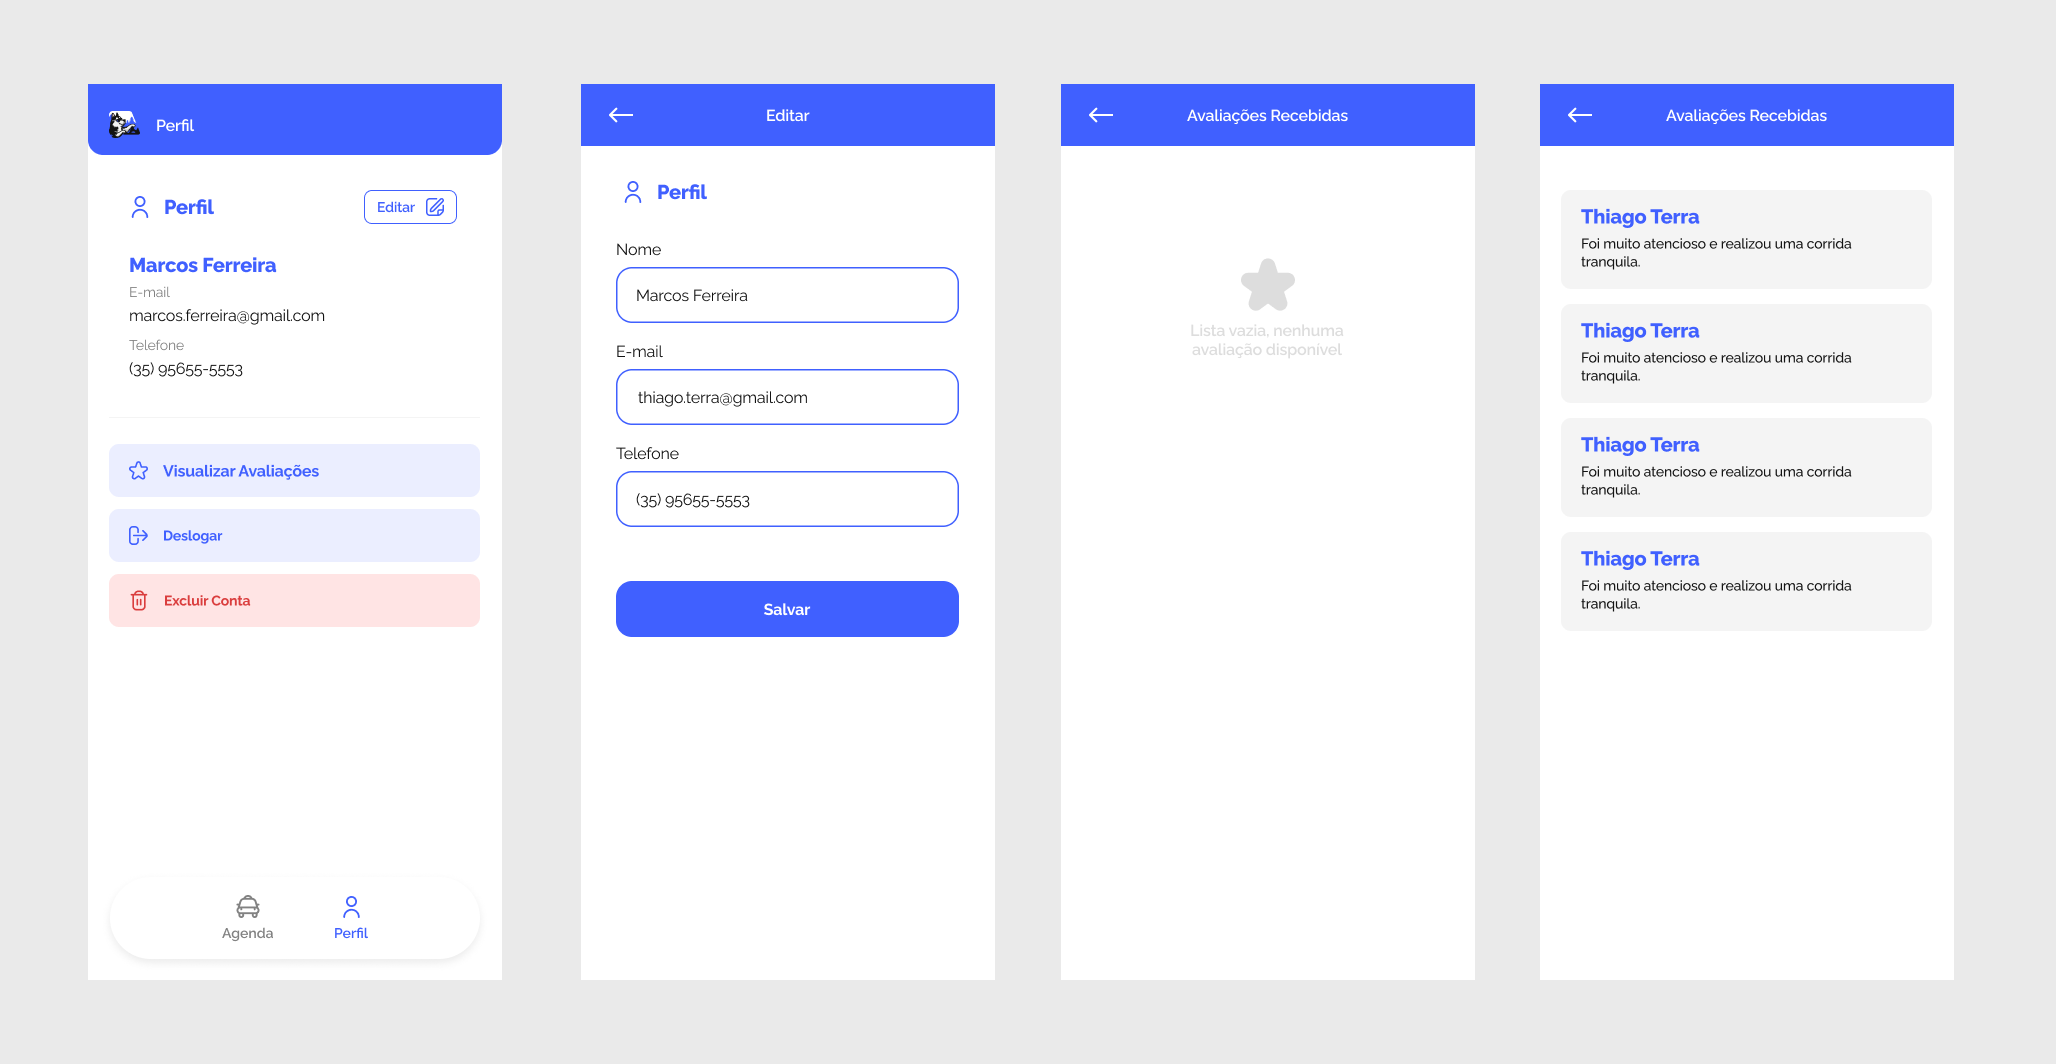 Perfil
Perfil
Editar
Marcos Ferreira
E-mail
marcos.ferreira@gmail.com
Telefone
(35) 95655-5553
Visualizar Avaliações
Deslogar
Excluir Conta
Agenda
Perfil
Editar
Perfil
Nome
Marcos Ferreira
E-mail
thiago.terra@gmail.com
Telefone
(35) 95655-5553
Salvar
Avaliações Recebidas
Lista vazia, nenhuma
avaliação disponível
Avaliações Recebidas
Thiago Terra
Foi muito atencioso e realizou uma corrida
tranquila.
Thiago Terra
Foi muito atencioso e realizou uma corrida
tranquila.
Thiago Terra
Foi muito atencioso e realizou uma corrida
tranquila.
Thiago Terra
Foi muito atencioso e realizou uma corrida
tranquila.